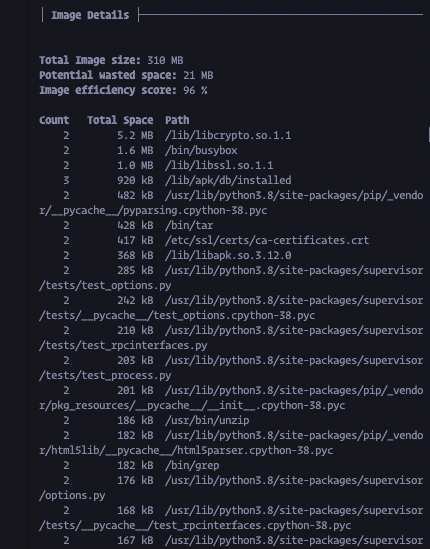 Image Details
Total Image size: 310 MB
Potential wasted space: 21 MB
Image efficiency score: 96 %
Count Total Space Path
2 5.2 MB /lib/libcrypto.so.1.1
2 1.6 MB /bin/busybox
2 1.0 MB /lib/libssl.so.1.1
3 920 kB /lib/apk/db/installed
2 482 kB /usr/lib/python3.8/site-packages/pip/_vendo
r/__pycache__/pyparsing.cpython-38.pyc
2 428 kB /bin/tar
2 417 kB /etc/ssl/certs/ca-certificates.crt
2 368 kB /lib/libapk.so.3.12.0
2 285 kB /usr/lib/python3.8/site-packages/supervisor
/tests/test_options.py
2 242 kB /usr/lib/python3.8/site-packages/supervisor
/tests/__pycache__/test_options.cpython-38.pyc
2 210 kB /usr/lib/python3.8/site-packages/supervisor
/tests/test_rpcinterfaces.py
2 203 kB /usr/lib/python3.8/site-packages/supervisor
/tests/test_process.py
2 201 kB /usr/lib/python3.8/site-packages/pip/_vendo
r/pkg_resources/__pycache__/__init__.cpython-38.pyc
2 186 kB /usr/bin/unzip
2 182 kB /usr/lib/python3.8/site-packages/pip/_vendo
r/html5lib/__pycache__/html5parser.cpython-38.pyc
2 182 kB /bin/grep
2 176 kB /usr/lib/python3.8/site-packages/supervisor
/options.py
2 168 kB /usr/lib/python3.8/site-packages/supervisor
/tests/__pycache__/test_rpcinterfaces.cpython-38.pyc
2 167 kB /usr/lib/python3.8/site-packages/supervisor